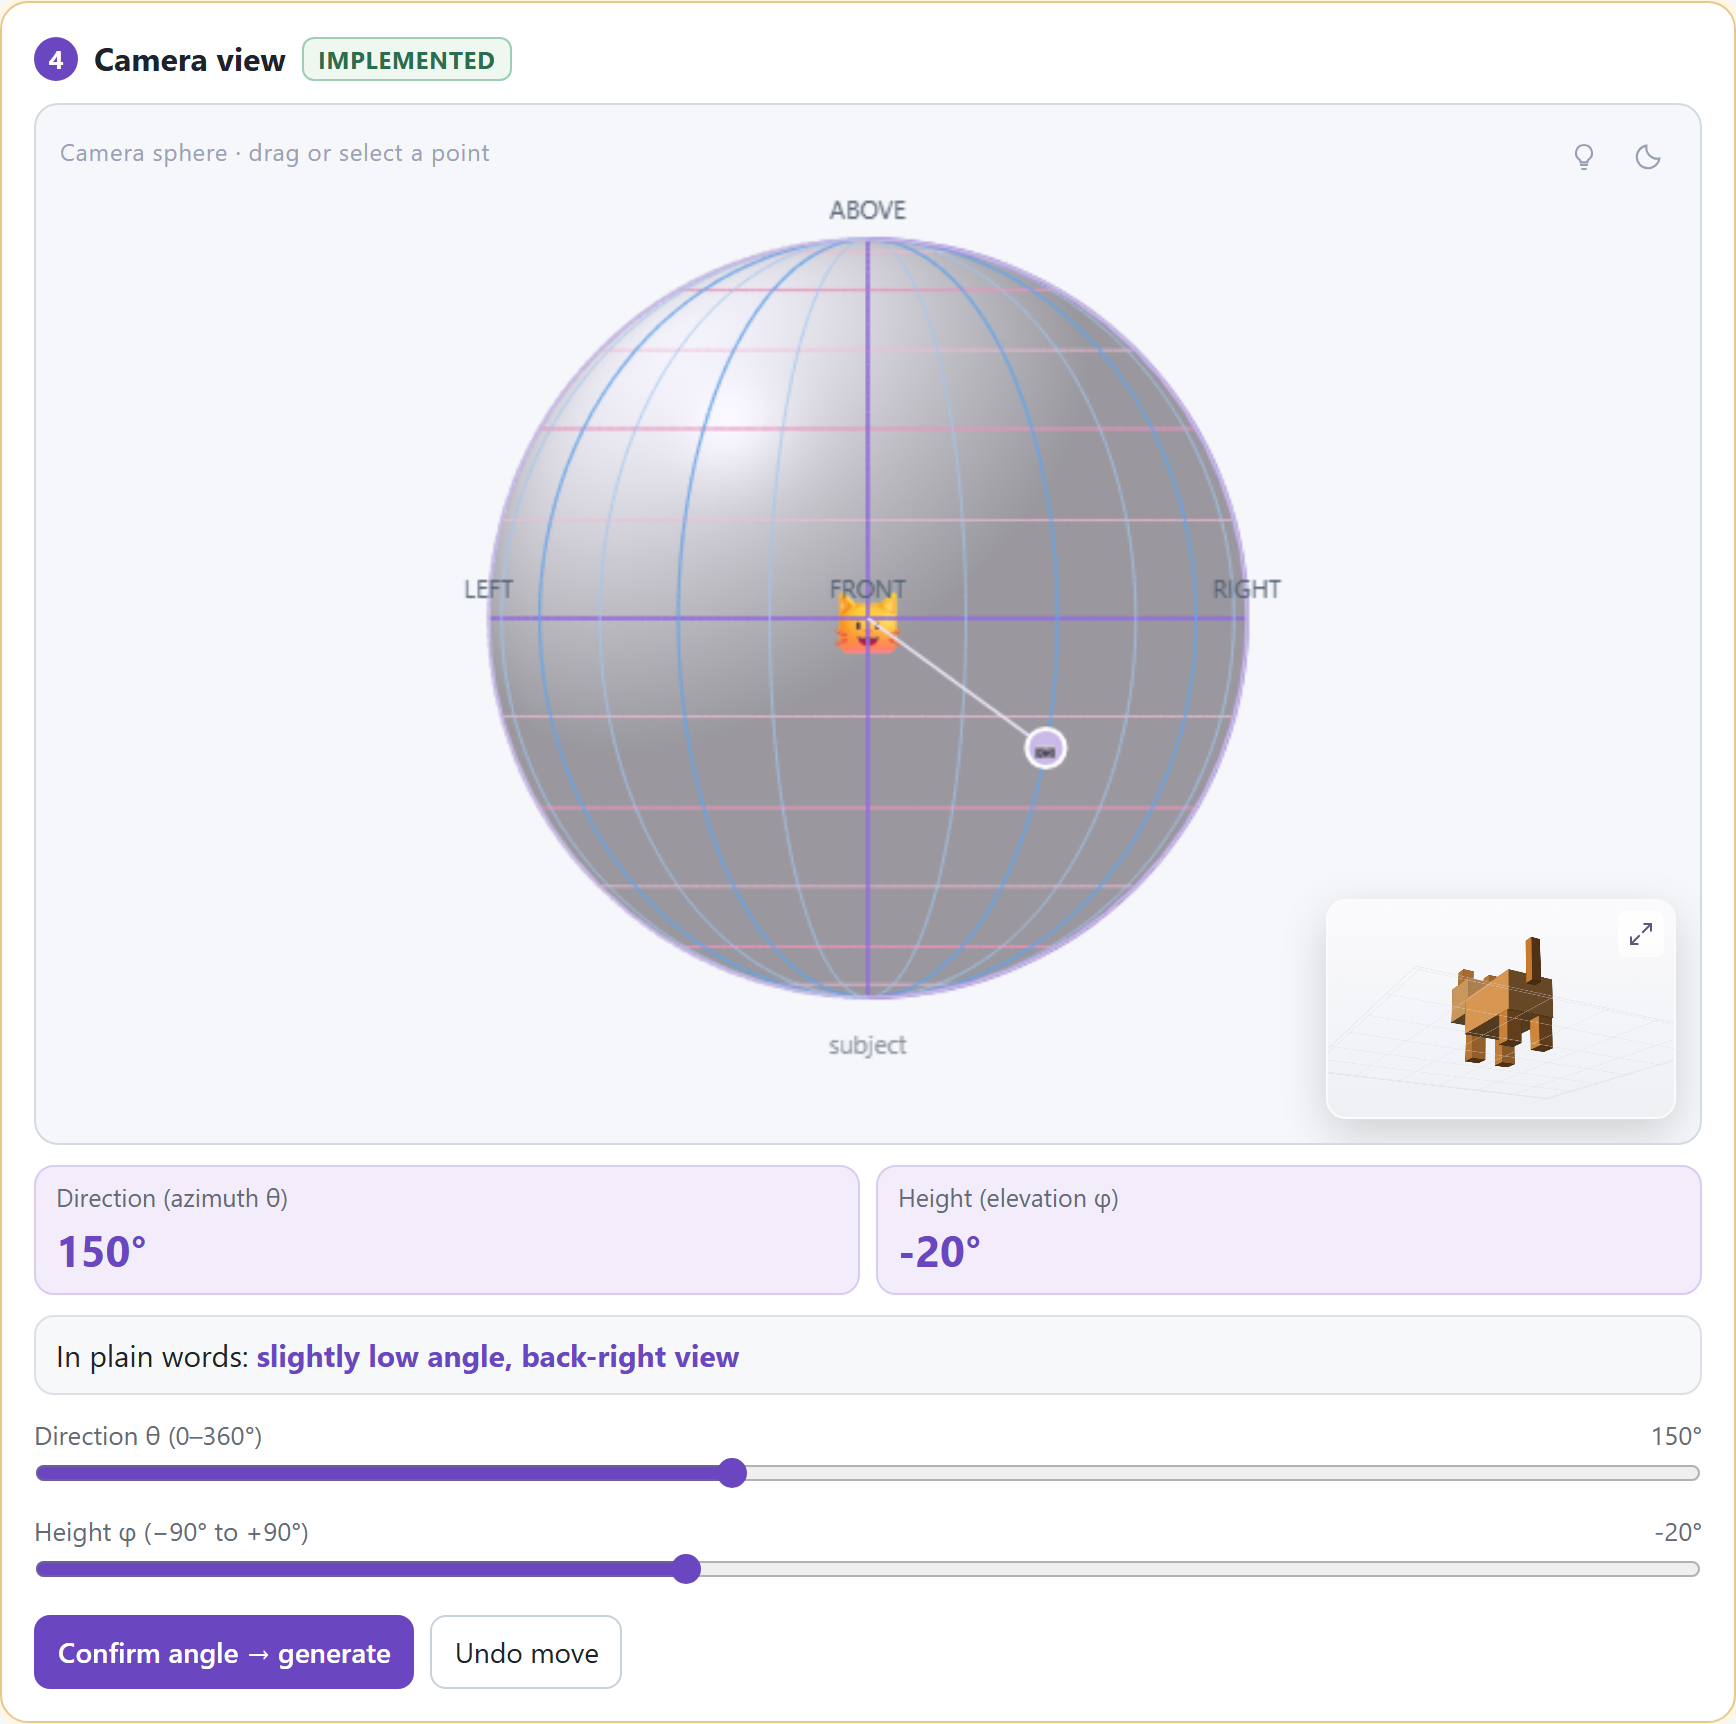 4 Camera view IMPLEMENTED
Camera sphere · drag or select a point
ABOVE
LEFT FRONT RIGHT
subject
Direction (azimuth θ)
150°
Height (elevation φ)
-20°
In plain words: slightly low angle, back-right view
Direction θ (0–360°) 150°
Height φ (−90° to +90°) -20°
Confirm angle → generate Undo move